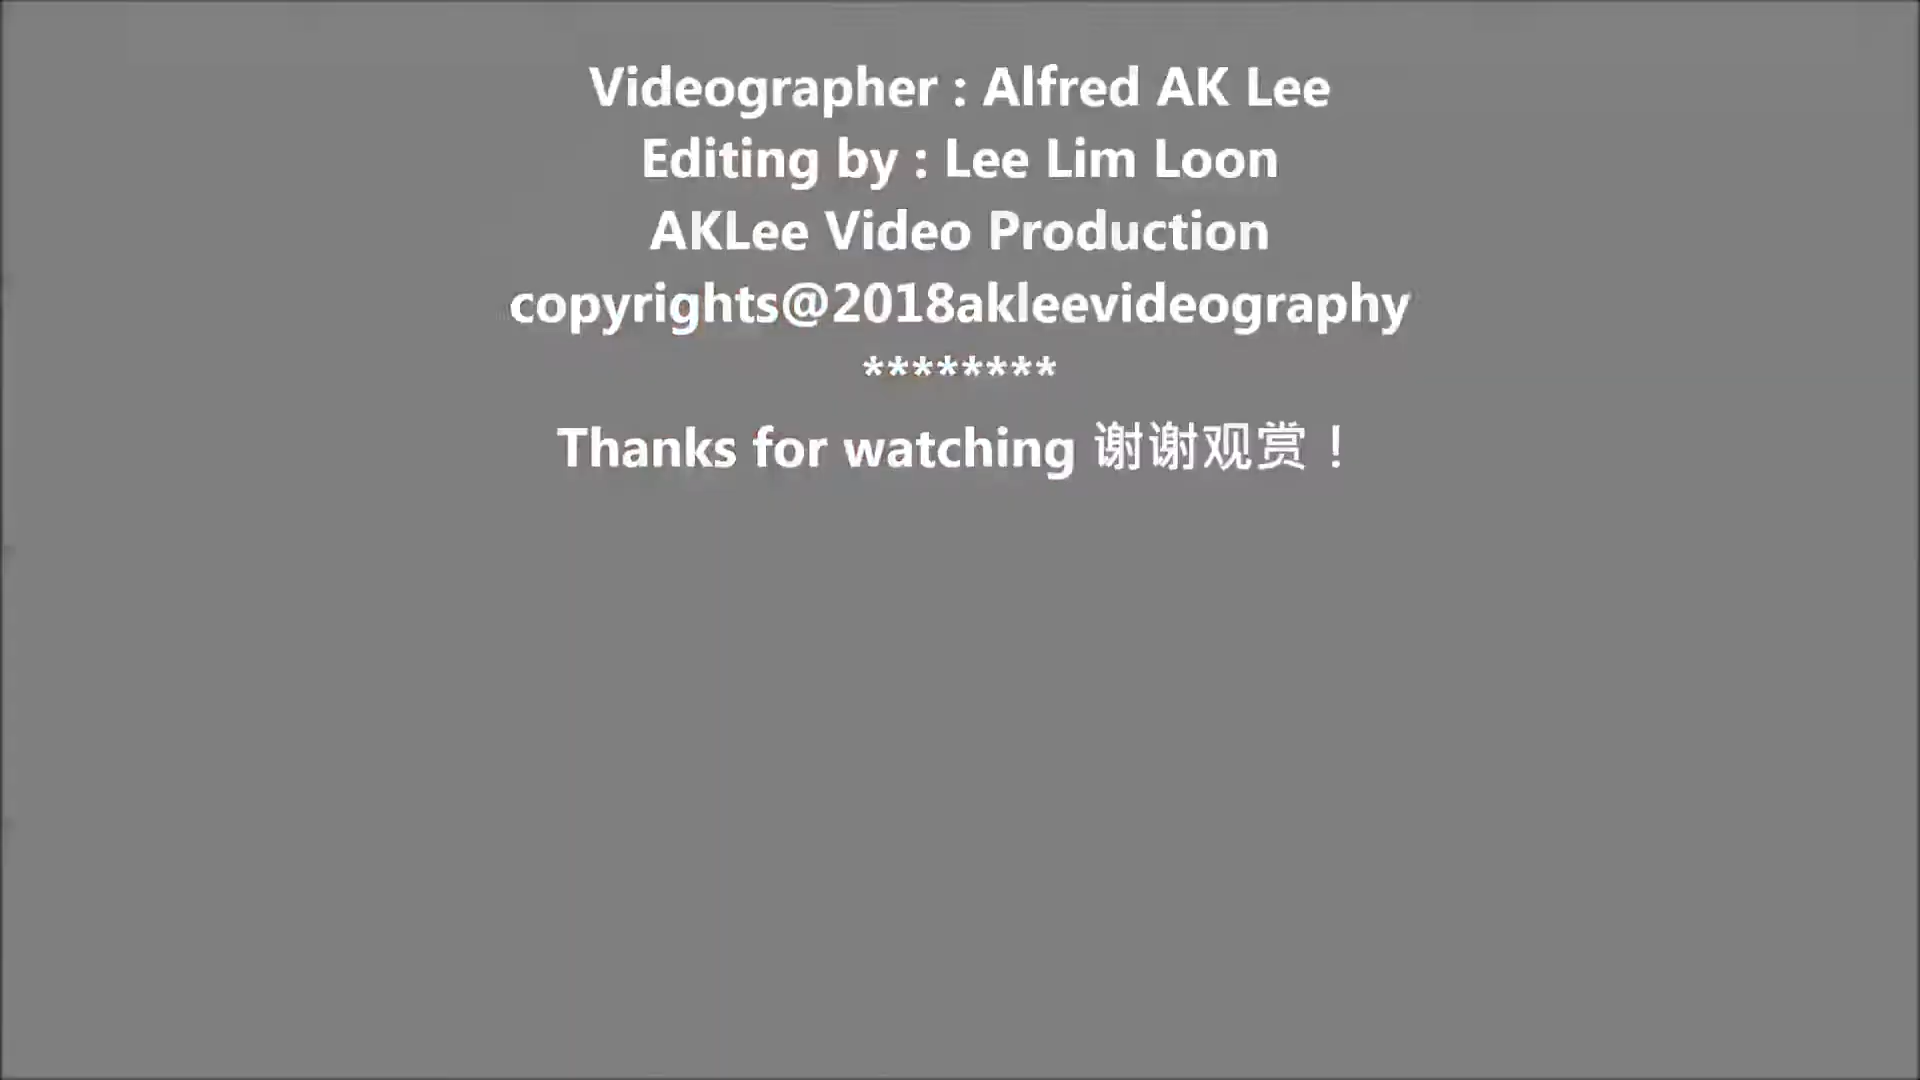 Videographer : Alfred AK Lee
Editing by : Lee Lim Loon
AKLee Video Production
copyrights@2018akleevideography
********
Thanks for watching 谢谢观赏！